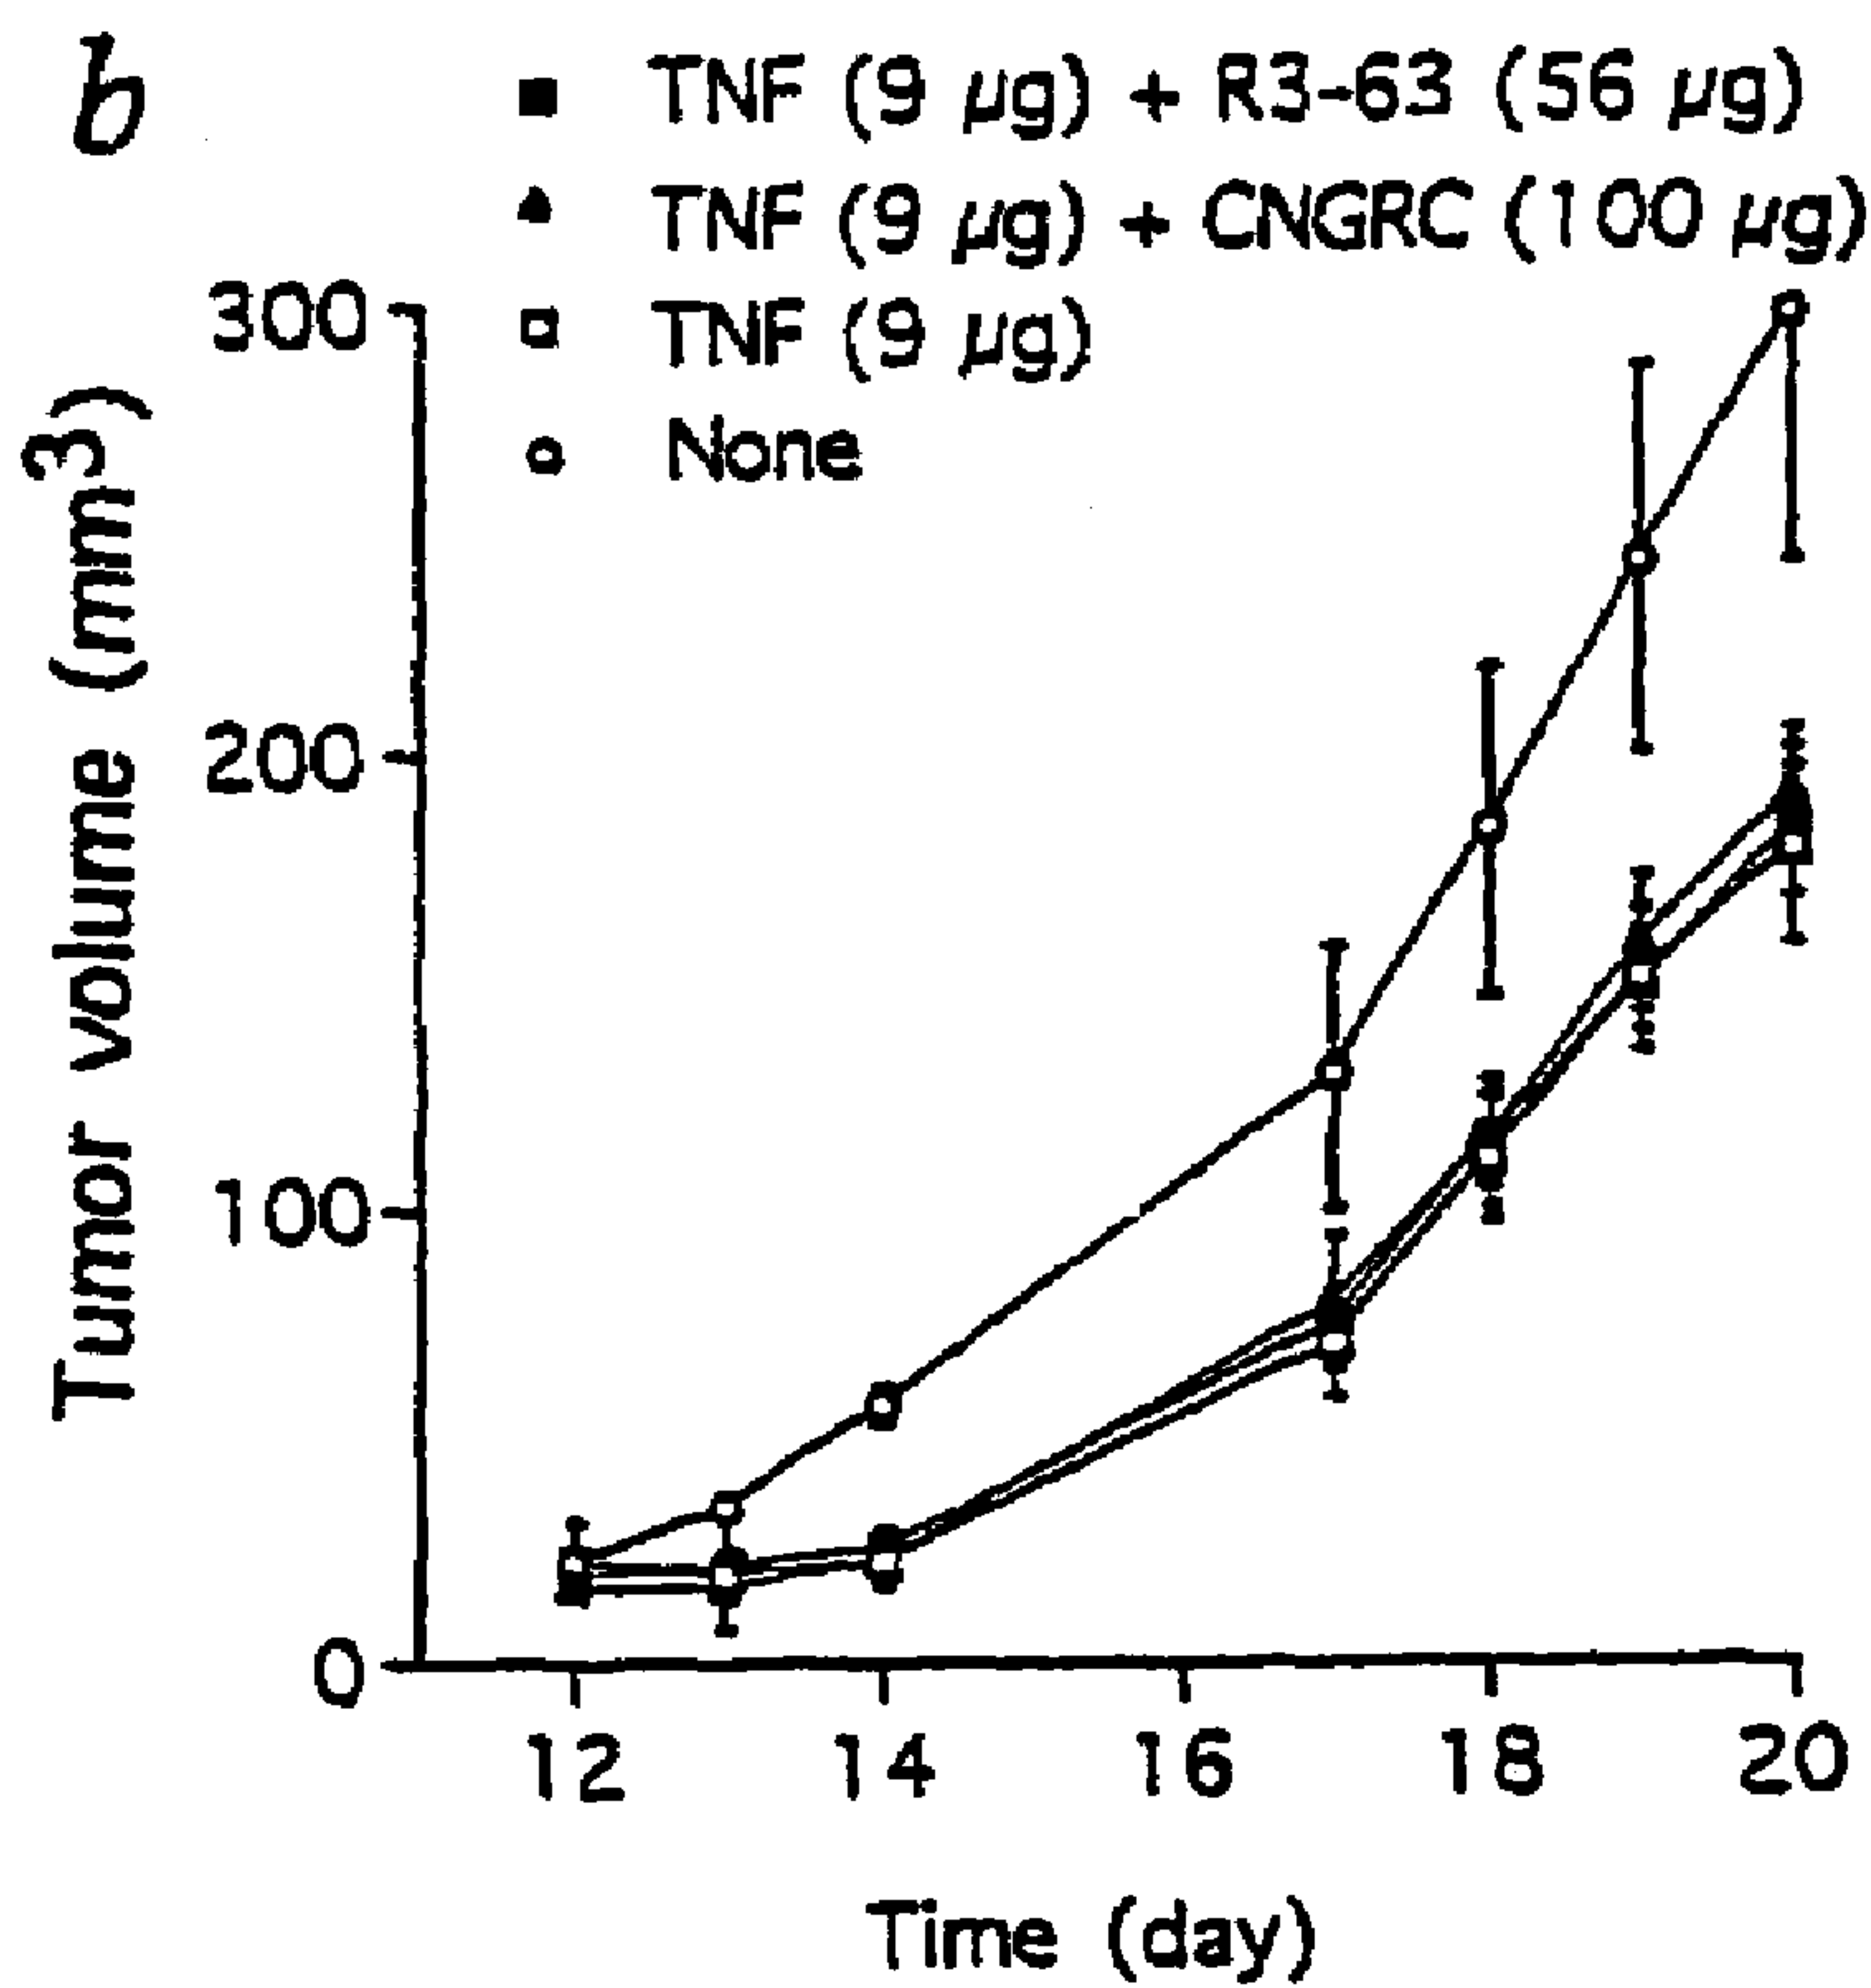 b
TNF (9 µg) + R3-63 (56 µg)
TNF (9 µg) + CNGRC (100 µg)
TNF (9 µg)
None
Tumor volume (mm3)
300
200
100
0
12 14 16 18 20
Time (day)